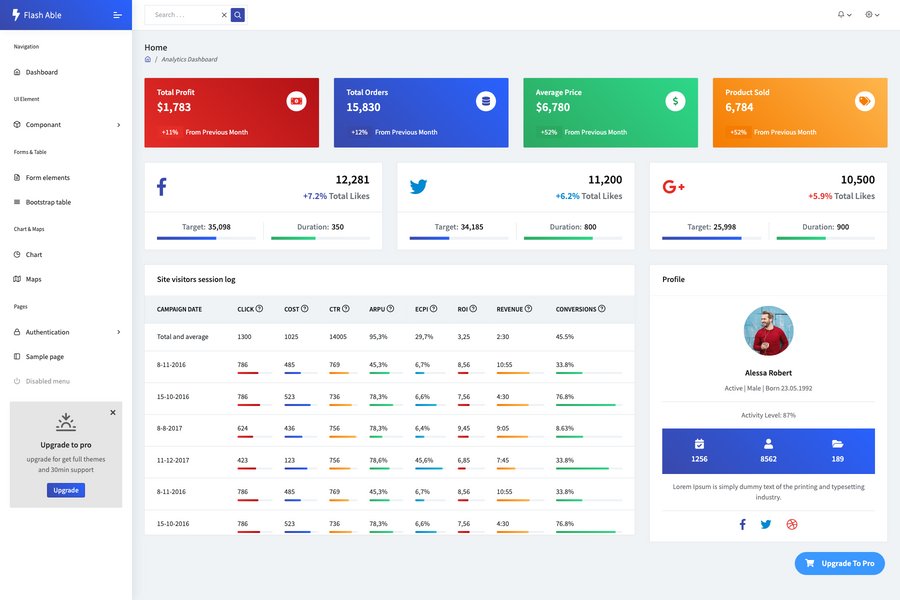 Flash Able
Search . . .
Navigation
Dashboard
UI Element
Componant
Forms & Table
Form elements
Bootstrap table
Chart & Maps
Chart
Maps
Pages
Authentication
Sample page
Disabled menu
Upgrade to pro
upgrade for get full themes
and 30min support
Upgrade
Home
/ Analytics Dashboard
Total Profit
$1,783
+11% From Previous Month
Total Orders
15,830
+12% From Previous Month
Average Price
$6,780
$
+52% From Previous Month
Product Sold
6,784
+52% From Previous Month
12,281
+7.2% Total Likes
Target: 35,098 Duration: 350
11,200
+6.2% Total Likes
Target: 34,185 Duration: 800
G+
10,500
+5.9% Total Likes
Target: 25,998 Duration: 900
Site visitors session log
CAMPAIGN DATE CLICK COST CTR ARPU ECPI ROI REVENUE CONVERSIONS
Total and average 1300 1025 14005 95,3% 29,7% 3,25 2:30 45.5%
8-11-2016 786 485 769 45,3% 6,7% 8,56 10:55 33.8%
15-10-2016 786 523 736 78,3% 6,6% 7,56 4:30 76.8%
8-8-2017 624 436 756 78,3% 6,4% 9,45 9:05 8.63%
11-12-2017 423 123 756 78,6% 45,6% 6,85 7:45 33.8%
8-11-2016 786 485 769 45,3% 6,7% 8,56 10:55 33.8%
15-10-2016 786 523 736 78,3% 6,6% 7,56 4:30 76.8%
Profile
Alessa Robert
Active | Male | Born 23.05.1992
Activity Level: 87%
1256 8562 189
Lorem Ipsum is simply dummy text of the printing and typesetting
industry.
Upgrade To Pro